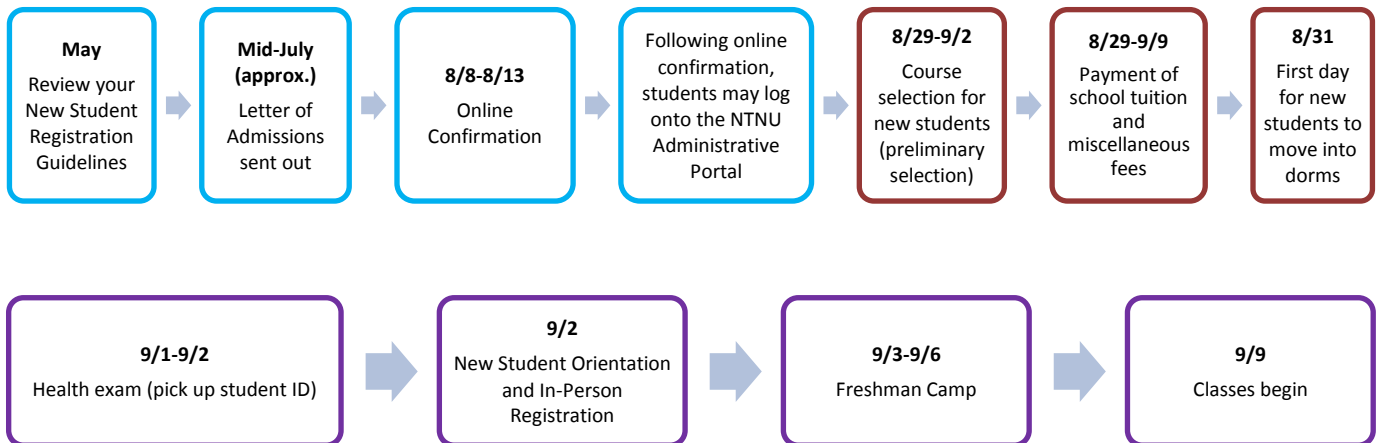 May
Review your
New Student
Registration
Guidelines
Mid-July
(approx.)
Letter of
Admissions
sent out
8/8-8/13
Online
Confirmation
Following online
confirmation,
students may log
onto the NTNU
Administrative
Portal
8/29-9/2
Course
selection for
new students
(preliminary
selection)
8/29-9/9
Payment of
school tuition
and
miscellaneous
fees
8/31
First day
for new
students to
move into
dorms
9/1-9/2
Health exam (pick up student ID)
9/2
New Student Orientation
and In-Person
Registration
9/3-9/6
Freshman Camp
9/9
Classes begin